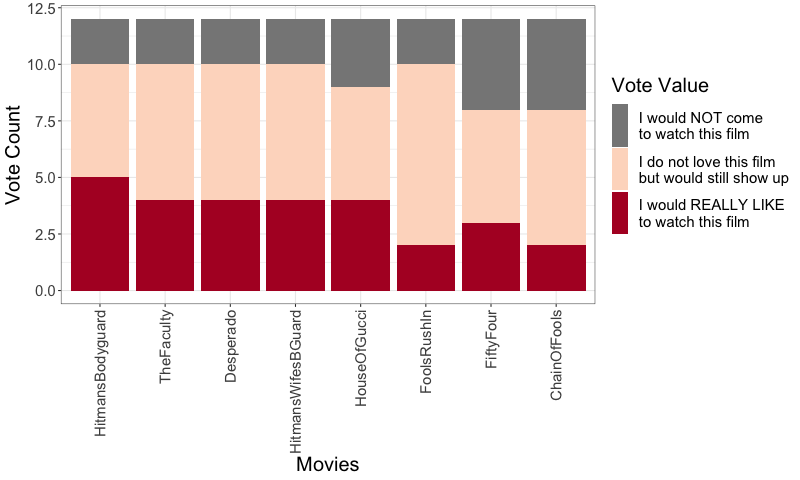 12.5
10.0
7.5
5.0
2.5
0.0
Vote Count
HitmansBodyguard
TheFaculty
Desperado
HitmansWifesBGuard
HouseOfGucci
FoolsRushIn
FiftyFour
ChainOfFools
Movies
Vote Value
I would NOT come
to watch this film
I do not love this film
but would still show up
I would REALLY LIKE
to watch this film